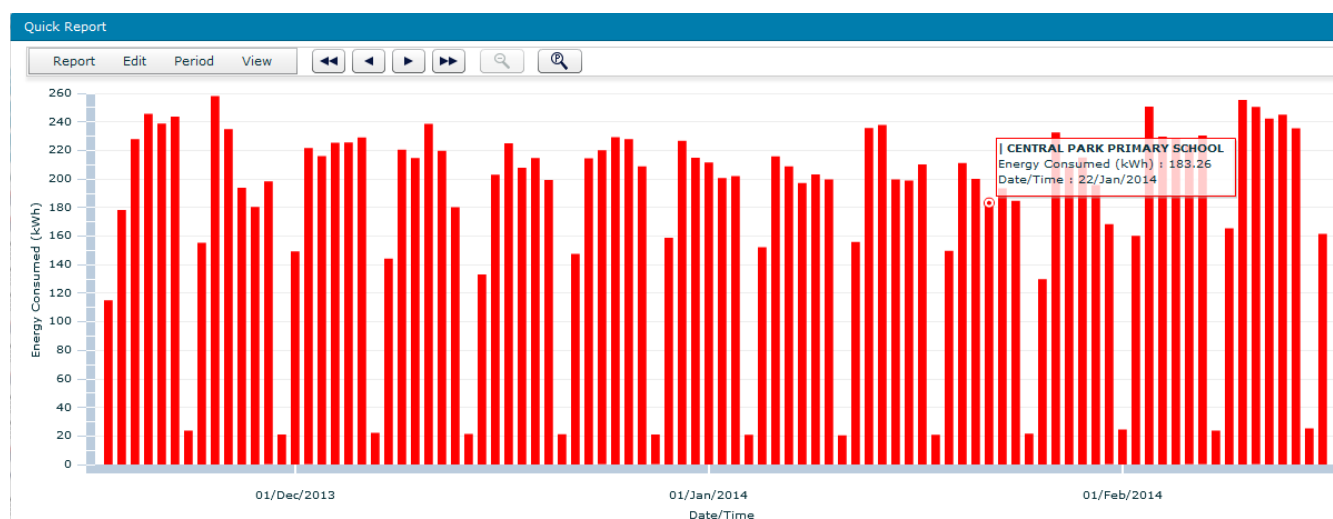 Quick Report
Report Edit Period View
260
240
220
200
180
160
140
120
100
80
60
40
20
0
Energy Consumed (kWh)
| CENTRAL PARK PRIMARY SCHOOL
Energy Consumed (kWh) : 183.26
Date/Time : 22/Jan/2014
01/Dec/2013 01/Jan/2014 01/Feb/2014
Date/Time